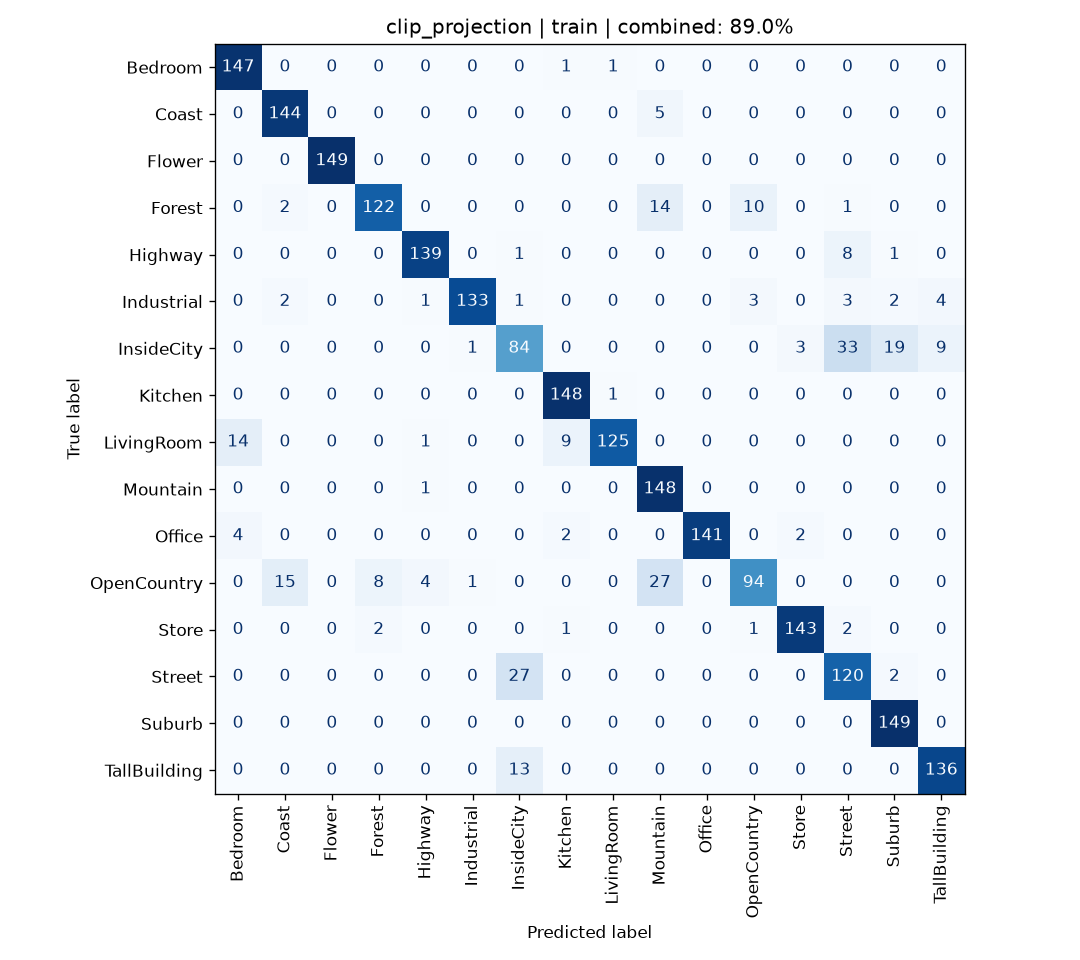 clip_projection | train | combined: 89.0%
Bedroom 147 0 0 0 0 0 0 1 1 0 0 0 0 0 0 0
Coast 0 144 0 0 0 0 0 0 0 5 0 0 0 0 0 0
Flower 0 0 149 0 0 0 0 0 0 0 0 0 0 0 0 0
Forest 0 2 0 122 0 0 0 0 0 14 0 10 0 1 0 0
Highway 0 0 0 0 139 0 1 0 0 0 0 0 0 8 1 0
Industrial 0 2 0 0 1 133 1 0 0 0 0 3 0 3 2 4
InsideCity 0 0 0 0 0 1 84 0 0 0 0 0 3 33 19 9
Kitchen 0 0 0 0 0 0 0 148 1 0 0 0 0 0 0 0
LivingRoom 14 0 0 0 1 0 0 9 125 0 0 0 0 0 0 0
Mountain 0 0 0 0 1 0 0 0 0 148 0 0 0 0 0 0
Office 4 0 0 0 0 0 0 2 0 0 141 0 2 0 0 0
OpenCountry 0 15 0 8 4 1 0 0 0 27 0 94 0 0 0 0
Store 0 0 0 2 0 0 0 1 0 0 0 1 143 2 0 0
Street 0 0 0 0 0 0 27 0 0 0 0 0 0 120 2 0
Suburb 0 0 0 0 0 0 0 0 0 0 0 0 0 0 149 0
TallBuilding 0 0 0 0 0 0 13 0 0 0 0 0 0 0 0 136
True label
Bedroom Coast Flower Forest Highway Industrial InsideCity Kitchen LivingRoom Mountain Office OpenCountry Store Street Suburb TallBuilding
Predicted label